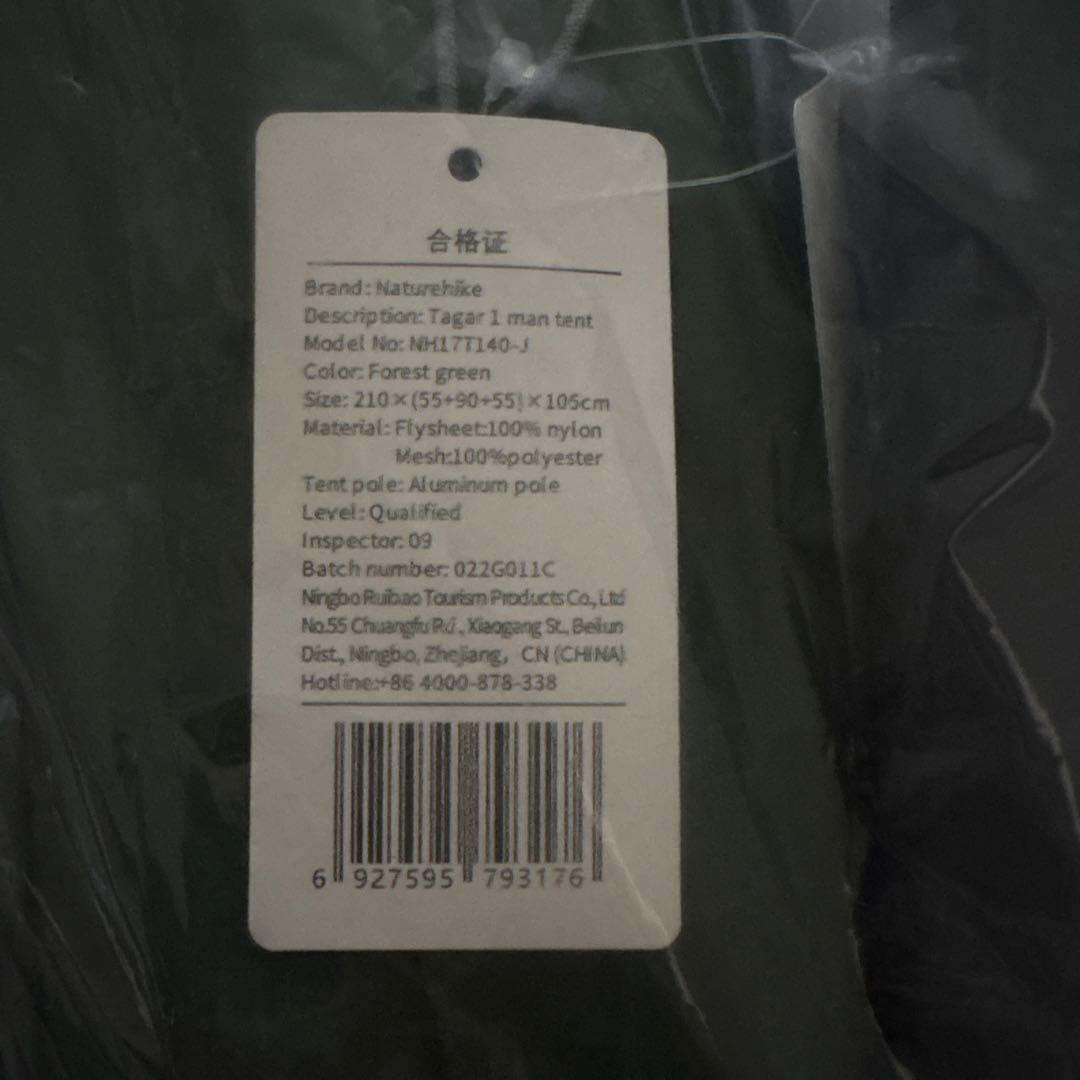 合格证
Brand: Naturehike
Description: Tagar 1 man tent
Model No: NH17T140-J
Color: Forest green
Size: 210×(55+90+55)×105cm
Material: Flysheet:100% nylon
Mesh:100%polyester
Tent pole: Aluminum pole
Level: Qualified
Inspector: 09
Batch number: 022G011C
Ningbo Ruibao Tourism Products Co., Ltd
No.55 Chuangfu Rd., Xiaogang St., Beilun
Dist., Ningbo, Zhejiang, CN (CHINA)
Hotline:+86 4000-878-338
6 927595 793176